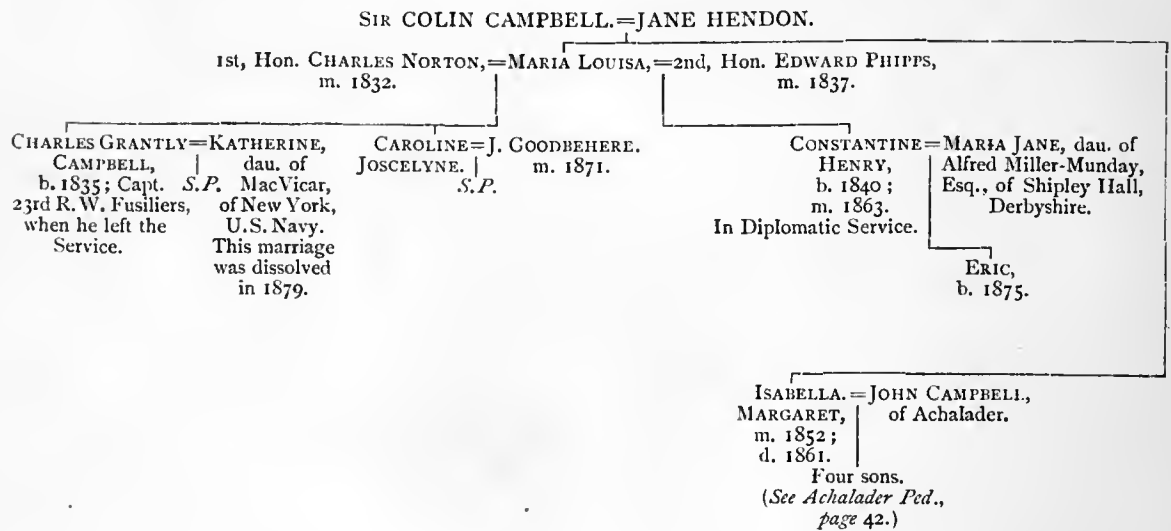 SIR COLIN CAMPBELL.=JANE HENDON.
1st, Hon. CHARLES NORTON,=MARIA LOUISA,=2nd, Hon. EDWARD PHIPPS,
m. 1832.
m. 1837.
CHARLES GRANTLY=KATHERINE,
CAMPBELL, dau. of
b. 1835; Capt. S.P. MacVicar,
23rd R. W. Fusiliers, of New York,
when he left the U.S. Navy.
Service. This marriage
was dissolved
in 1879.
CAROLINE=J. GOODBEHERE.
JOSCELYNE. m. 1871.
S.P.
CONSTANTINE=MARIA JANE, dau. of
HENRY, Alfred Miller-Munday,
b. 1840; Esq., of Shipley Hall,
m. 1863. Derbyshire.
In Diplomatic Service.
ERIC,
b. 1875.
ISABELLA.=JOHN CAMPBELL,
MARGARET, of Achalader.
m. 1852;
d. 1861.
Four sons.
(See Achalader Ped.,
page 42.)